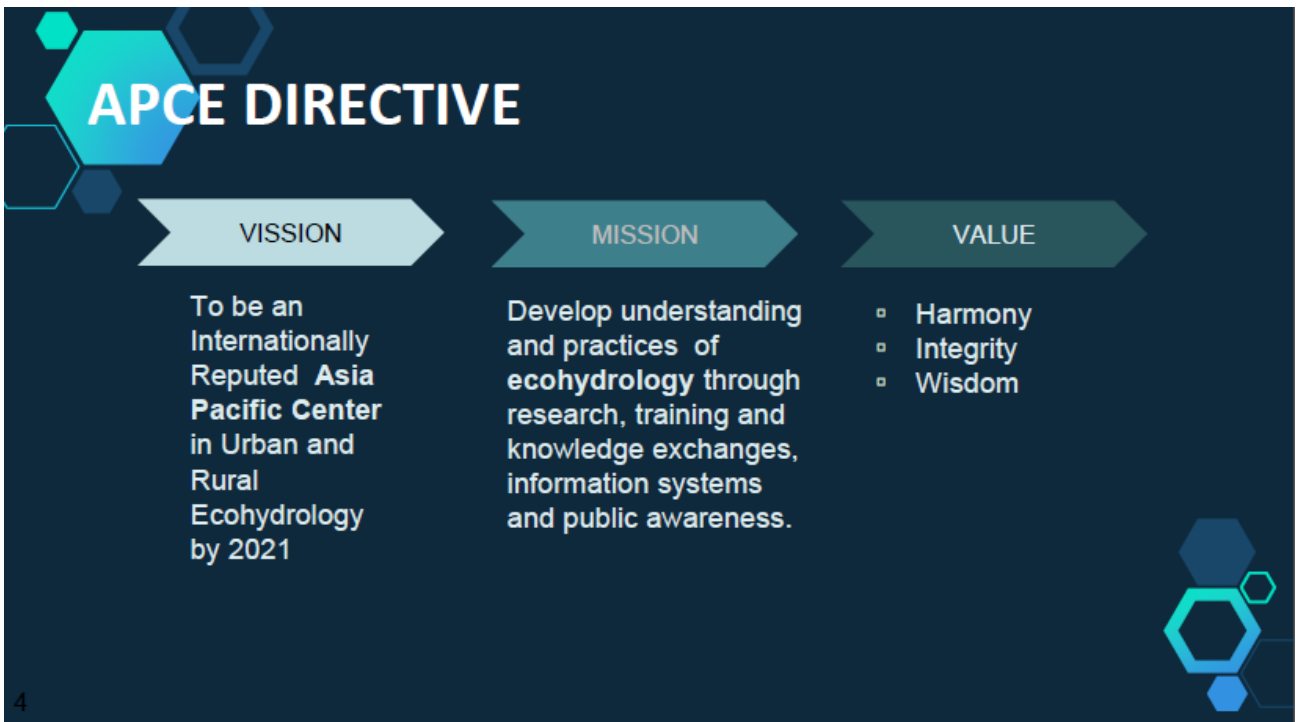 APCE DIRECTIVE
VISSION
To be an
Internationally
Reputed Asia
Pacific Center
in Urban and
Rural
Ecohydrology
by 2021
MISSION
Develop understanding
and practices of
ecohydrology through
research, training and
knowledge exchanges,
information systems
and public awareness.
VALUE
▫ Harmony
▫ Integrity
▫ Wisdom
4